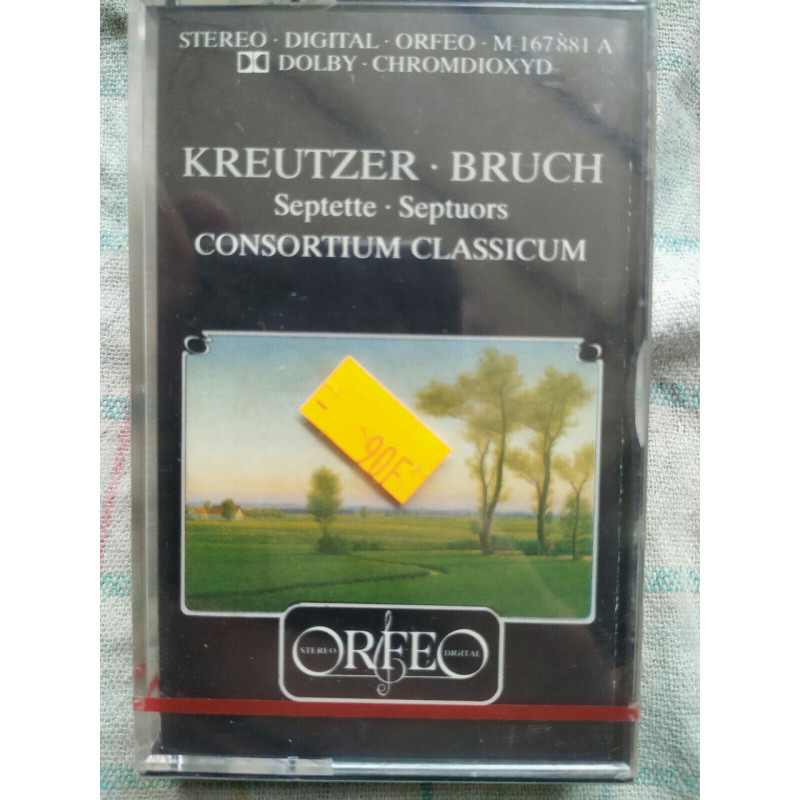 STEREO · DIGITAL · ORFEO · M 167 881 A
DOLBY · CHROMDIOXYD
KREUTZER · BRUCH
Septette · Septuors
CONSORTIUM CLASSICUM
90F
STEREO ORFEO DIGITAL